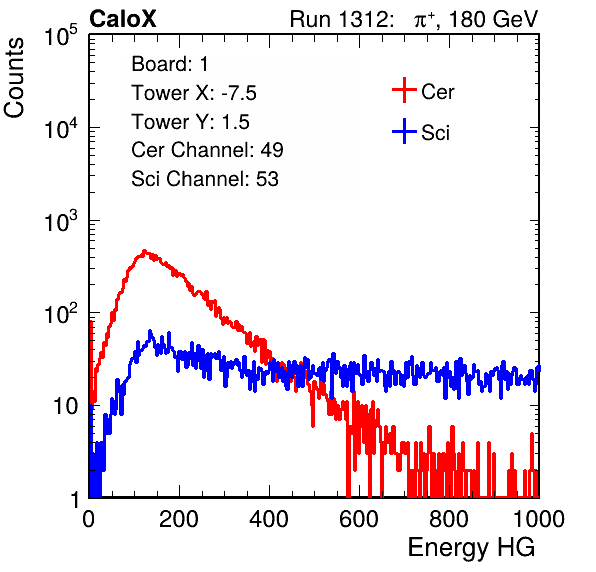 CaloX Run 1312: π⁺, 180 GeV
Counts
10⁵
10⁴
10³
10²
10
1
Board: 1
Tower X: -7.5
Tower Y: 1.5
Cer Channel: 49
Sci Channel: 53
Cer
Sci
0 200 400 600 800 1000
Energy HG